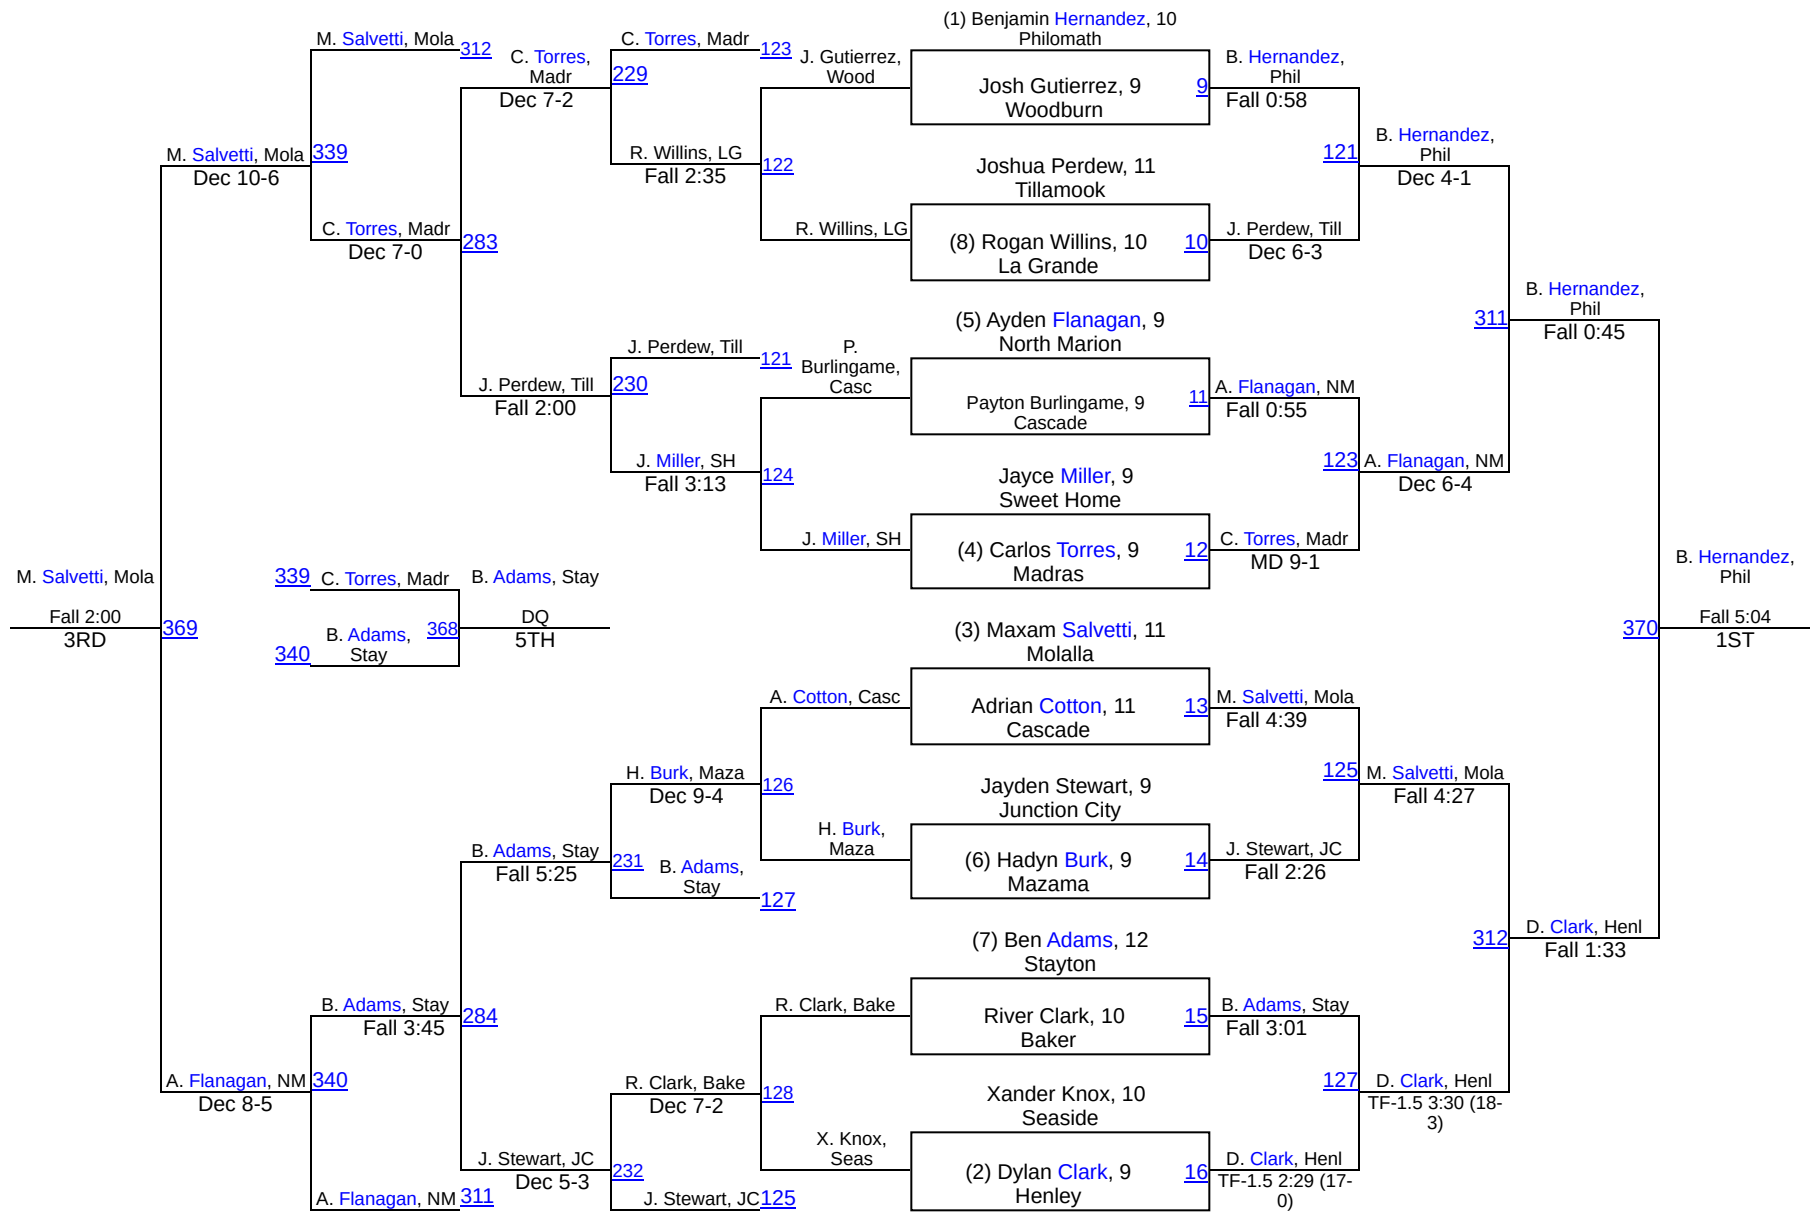 (1) Benjamin Hernandez, 10
Philomath
Josh Gutierrez, 9
Woodburn
9
Joshua Perdew, 11
Tillamook
(8) Rogan Willins, 10
La Grande
10
(5) Ayden Flanagan, 9
North Marion
Payton Burlingame, 9
Cascade
11
Jayce Miller, 9
Sweet Home
(4) Carlos Torres, 9
Madras
12
(3) Maxam Salvetti, 11
Molalla
Adrian Cotton, 11
Cascade
13
Jayden Stewart, 9
Junction City
(6) Hadyn Burk, 9
Mazama
14
(7) Ben Adams, 12
Stayton
River Clark, 10
Baker
15
Xander Knox, 10
Seaside
(2) Dylan Clark, 9
Henley
16
B. Hernandez,
Phil
Fall 0:58
121
J. Perdew, Till
Dec 6-3
A. Flanagan, NM
Fall 0:55
123
C. Torres, Madr
MD 9-1
M. Salvetti, Mola
Fall 4:39
125
J. Stewart, JC
Fall 2:26
B. Adams, Stay
Fall 3:01
127
D. Clark, Henl
TF-1.5 2:29 (17-
0)
B. Hernandez,
Phil
Dec 4-1
311
A. Flanagan, NM
Dec 6-4
M. Salvetti, Mola
Fall 4:27
312
D. Clark, Henl
TF-1.5 3:30 (18-
3)
B. Hernandez,
Phil
Fall 0:45
370
D. Clark, Henl
Fall 1:33
B. Hernandez,
Phil
Fall 5:04
1ST
J. Gutierrez,
Wood
122
R. Willins, LG
P.
Burlingame,
Casc
124
J. Miller, SH
A. Cotton, Casc
126
H. Burk,
Maza
R. Clark, Bake
128
X. Knox,
Seas
C. Torres, Madr
123
229
R. Willins, LG
Fall 2:35
J. Perdew, Till
121
230
J. Miller, SH
Fall 3:13
H. Burk, Maza
Dec 9-4
231
B. Adams,
Stay
127
R. Clark, Bake
Dec 7-2
232
J. Stewart, JC
125
C. Torres,
Madr
Dec 7-2
283
J. Perdew, Till
Fall 2:00
B. Adams, Stay
Fall 5:25
284
J. Stewart, JC
Dec 5-3
M. Salvetti, Mola
312
339
C. Torres, Madr
Dec 7-0
B. Adams, Stay
Fall 3:45
340
A. Flanagan, NM
311
M. Salvetti, Mola
Dec 10-6
369
A. Flanagan, NM
Dec 8-5
M. Salvetti, Mola
Fall 2:00
3RD
339
C. Torres, Madr
340
B. Adams,
Stay
368
B. Adams, Stay
DQ
5TH